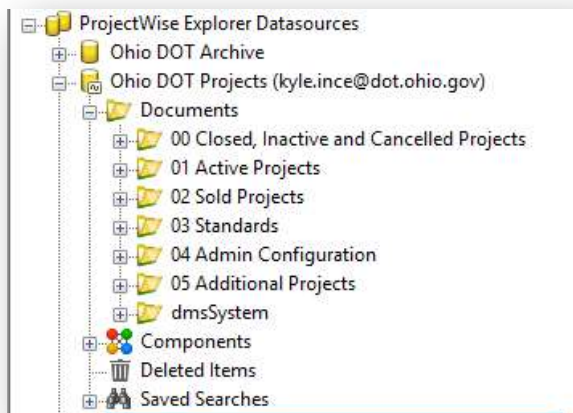 ProjectWise Explorer Datasources
Ohio DOT Archive
Ohio DOT Projects (kyle.ince@dot.ohio.gov)
Documents
00 Closed, Inactive and Cancelled Projects
01 Active Projects
02 Sold Projects
03 Standards
04 Admin Configuration
05 Additional Projects
dmsSystem
Components
Deleted Items
Saved Searches